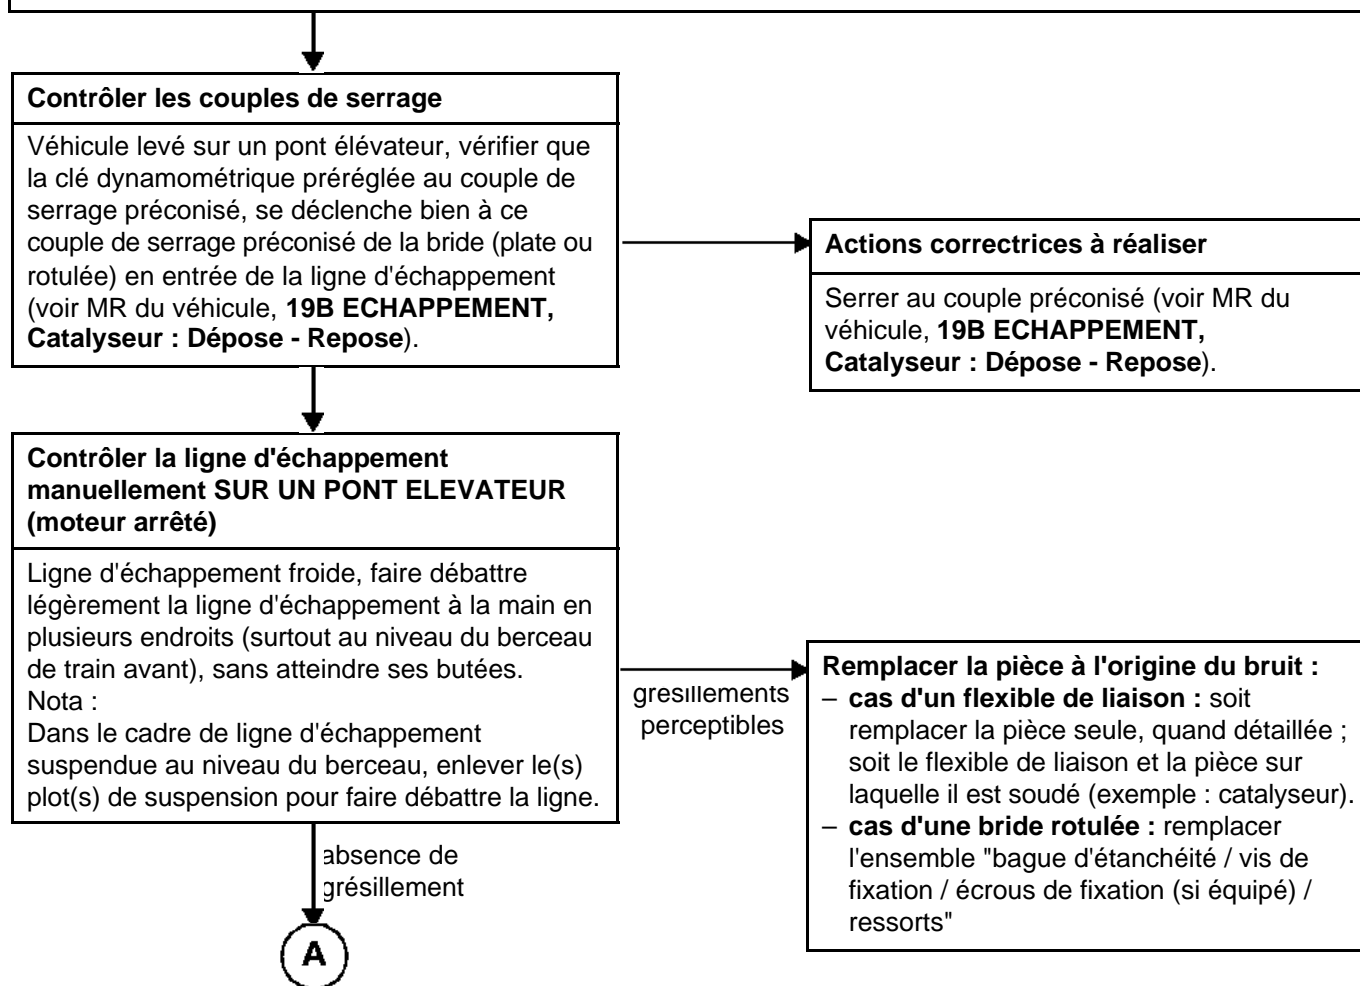 Contrôler les couples de serrage
Véhicule levé sur un pont élévateur, vérifier que
la clé dynamométrique préréglée au couple de
serrage préconisé, se déclenche bien à ce
couple de serrage préconisé de la bride (plate ou
rotulée) en entrée de la ligne d'échappement
(voir MR du véhicule, 19B ECHAPPEMENT,
Catalyseur : Dépose - Repose).
Actions correctrices à réaliser
Serrer au couple préconisé (voir MR du
véhicule, 19B ECHAPPEMENT,
Catalyseur : Dépose - Repose).
Contrôler la ligne d'échappement
manuellement SUR UN PONT ELEVATEUR
(moteur arrêté)
Ligne d'échappement froide, faire débattre
légèrement la ligne d'échappement à la main en
plusieurs endroits (surtout au niveau du berceau
de train avant), sans atteindre ses butées.
Nota :
Dans le cadre de ligne d'échappement
suspendue au niveau du berceau, enlever le(s)
plot(s) de suspension pour faire débattre la ligne.
grésillements
perceptibles
Remplacer la pièce à l'origine du bruit :
– cas d'un flexible de liaison : soit
remplacer la pièce seule, quand détaillée ;
soit le flexible de liaison et la pièce sur
laquelle il est soudé (exemple : catalyseur).
– cas d'une bride rotulée : remplacer
l'ensemble "bague d'étanchéité / vis de
fixation / écrous de fixation (si équipé) /
ressorts"
absence de
grésillement
A